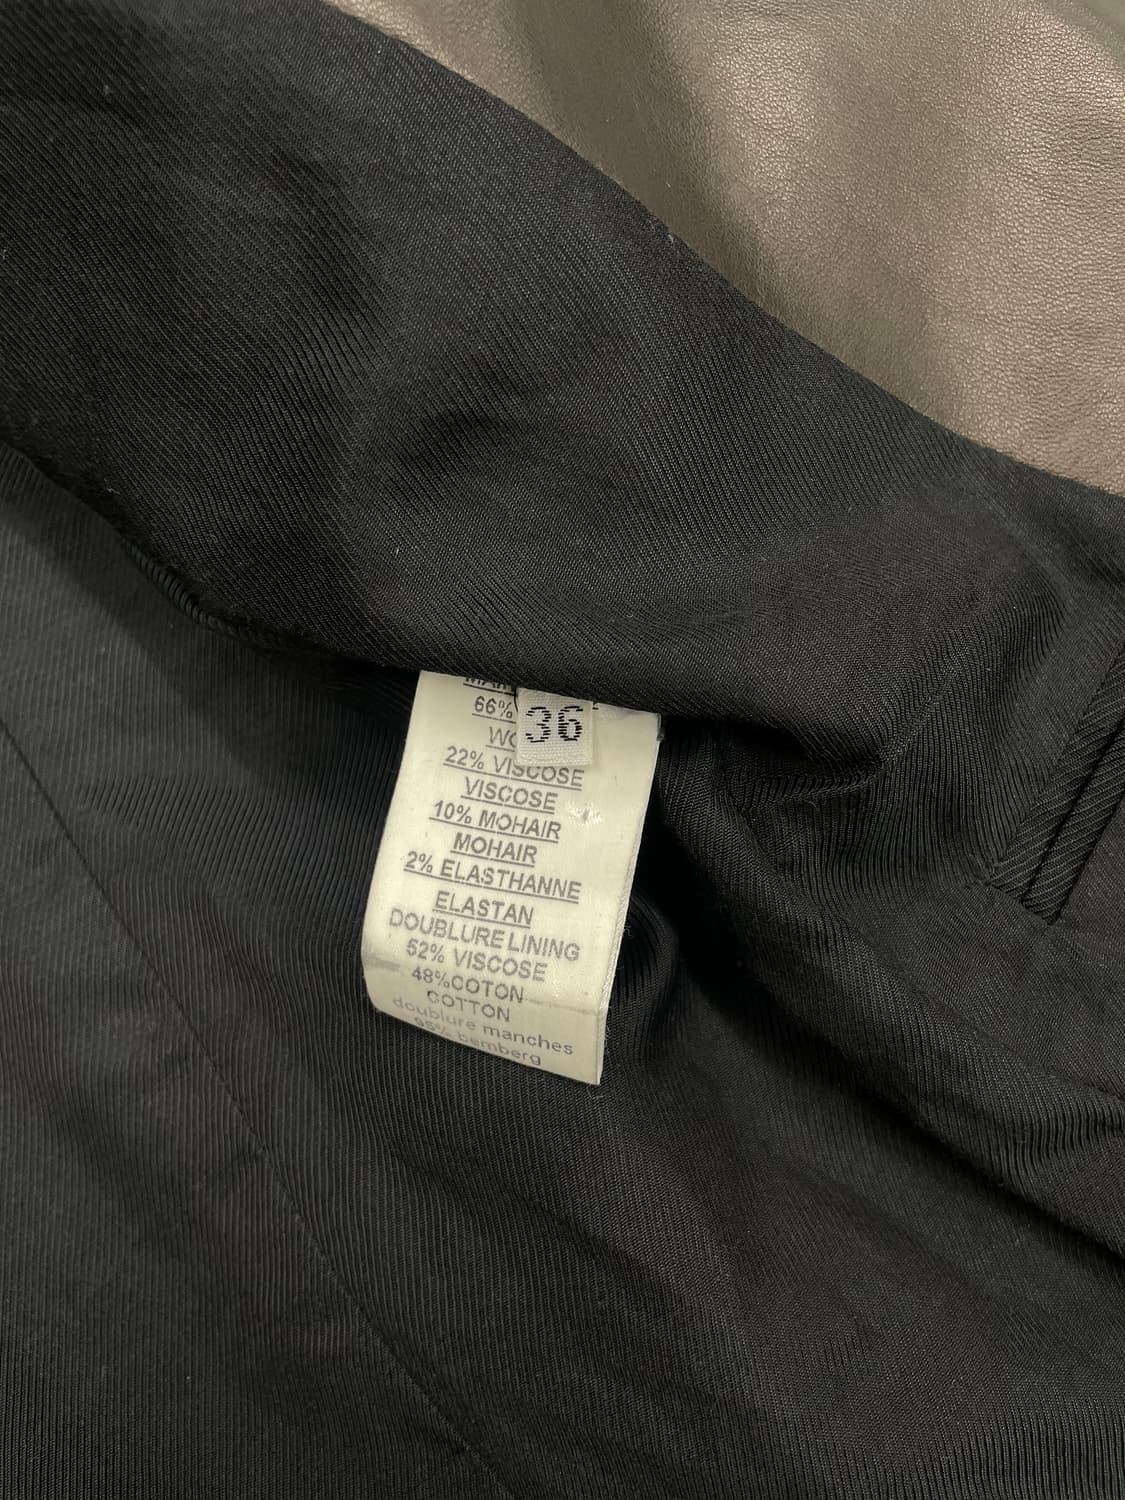 66%
36
22% VISCOSE
VISCOSE
10% MOHAIR
MOHAIR
2% ELASTHANNE
ELASTAN
DOUBLURE LINING
52% VISCOSE
48%COTON
COTTON
doublure manches
bemberg